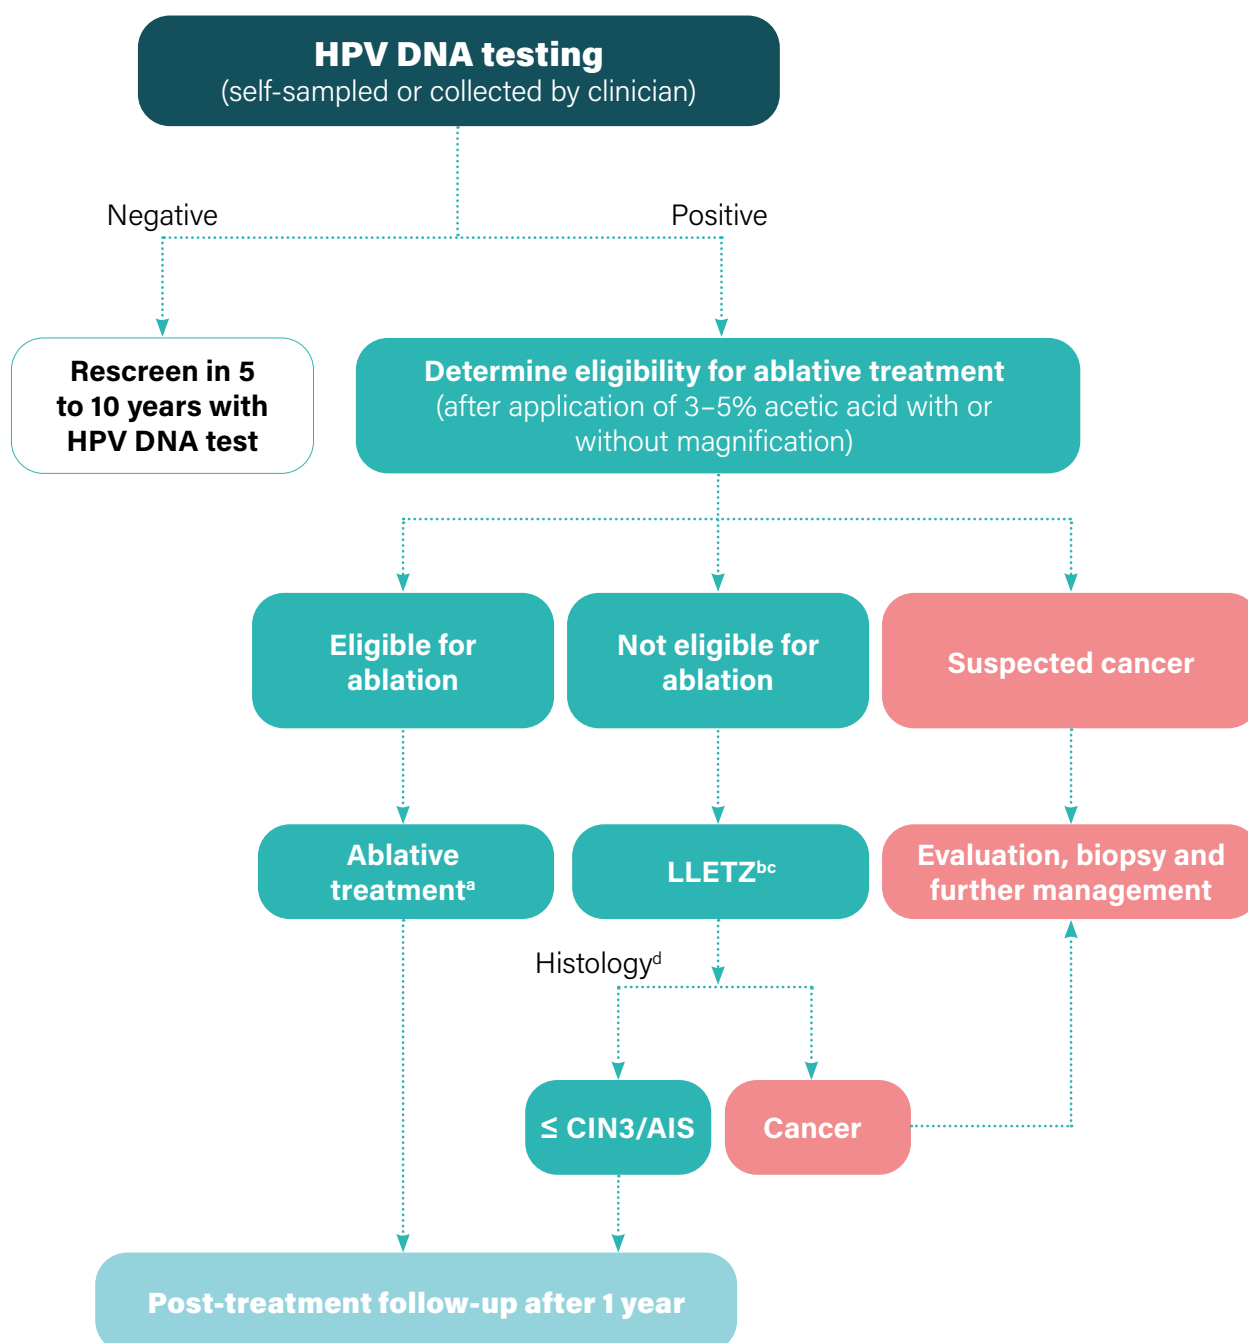 HPV DNA testing
(self-sampled or collected by clinician)
Negative
Positive
Rescreen in 5
to 10 years with
HPV DNA test
Determine eligibility for ablative treatment
(after application of 3–5% acetic acid with or
without magnification)
Eligible for
ablation
Not eligible for
ablation
Suspected cancer
Ablative
treatmentᵃ
LLETZᵇᶜ
Evaluation, biopsy and
further management
Histologyᵈ
≤ CIN3/AIS
Cancer
Post-treatment follow-up after 1 year